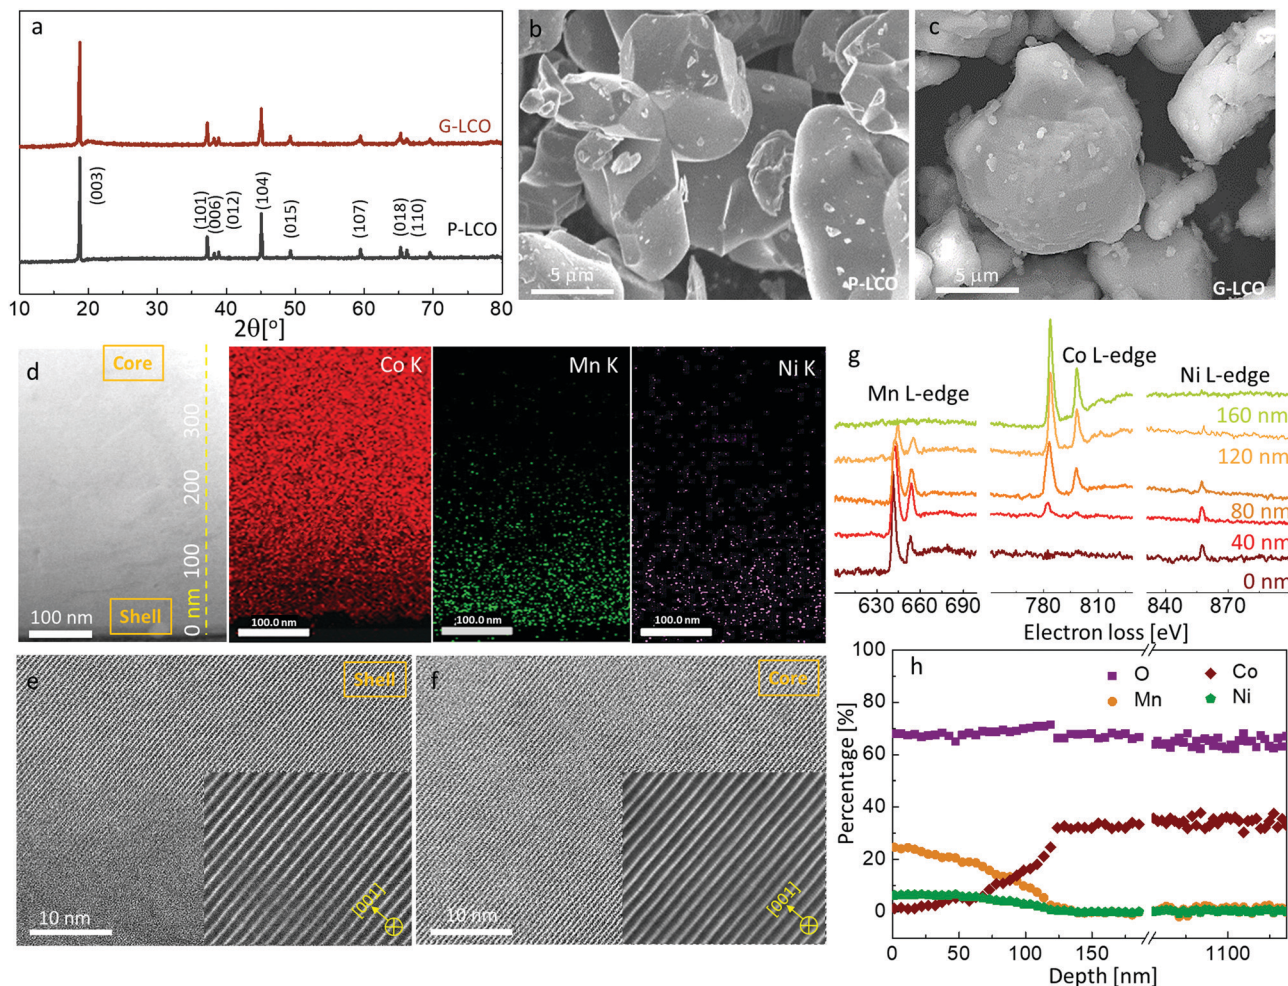 a
G-LCO
(003)
(101)
(006)
(012)
(104)
(015)
(107)
(018)
(110)
P-LCO
10 20 30 40 50 60 70 80
2θ[°]
b
5 μm
P-LCO
c
5 μm
G-LCO
d
Core
300
200
100
0 nm
Shell
100 nm
Co K
100.0 nm
Mn K
100.0 nm
Ni K
100.0 nm
g
Mn L-edge
Co L-edge
Ni L-edge
160 nm
120 nm
80 nm
40 nm
0 nm
630 660 690 780 810 840 870
Electron loss [eV]
e
Shell
10 nm
[001]
f
Core
10 nm
[001]
h
O
Co
Mn
Ni
100
80
60
40
20
0
Percentage [%]
0 50 100 150 1100
Depth [nm]